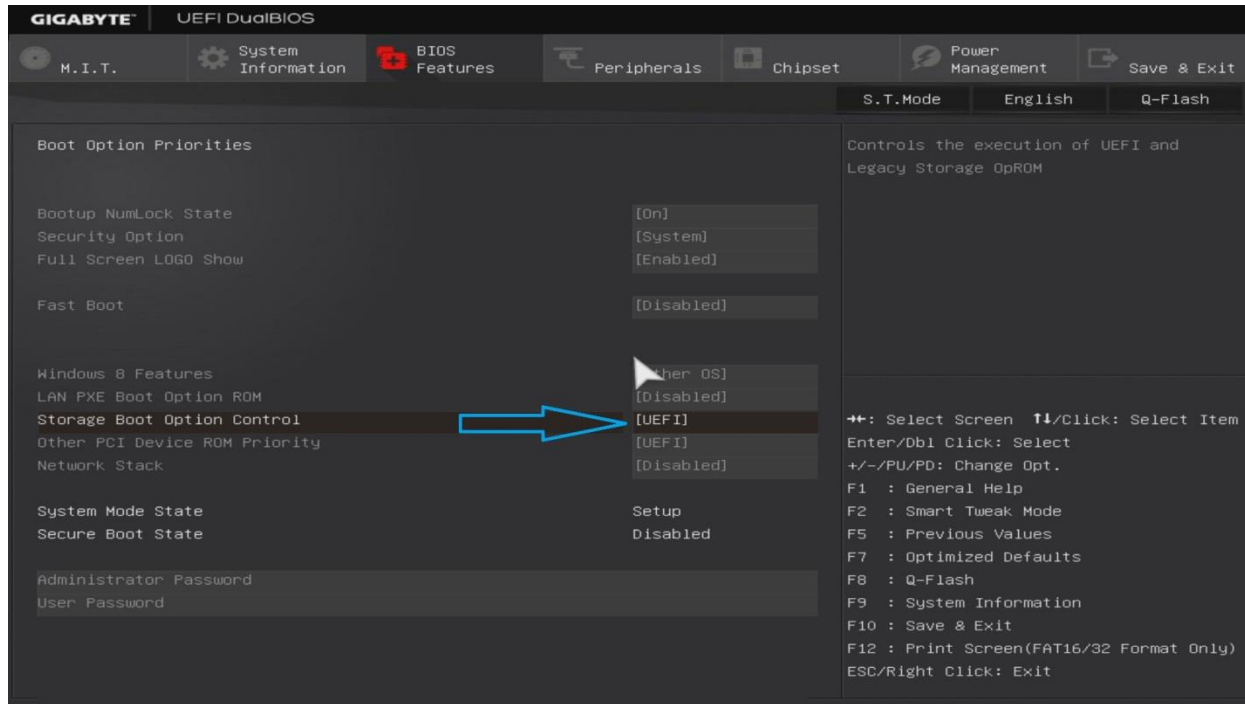 GIGABYTE™ UEFI DualBIOS
M.I.T.
System
Information
BIOS
Features
Peripherals
Chipset
Power
Management
Save & Exit
S.T.Mode English Q-Flash
Boot Option Priorities
Bootup NumLock State [On]
Security Option [System]
Full Screen LOGO Show [Enabled]
Fast Boot [Disabled]
Windows 8 Features ther OS]
LAN PXE Boot Option ROM [Disabled]
Storage Boot Option Control [UEFI]
Other PCI Device ROM Priority [UEFI]
Network Stack [Disabled]
System Mode State Setup
Secure Boot State Disabled
Administrator Password
User Password
Controls the execution of UEFI and
Legacy Storage OpROM
→←: Select Screen ↑↓/Click: Select Item
Enter/Dbl Click: Select
+/-/PU/PD: Change Opt.
F1 : General Help
F2 : Smart Tweak Mode
F5 : Previous Values
F7 : Optimized Defaults
F8 : Q-Flash
F9 : System Information
F10 : Save & Exit
F12 : Print Screen(FAT16/32 Format Only)
ESC/Right Click: Exit